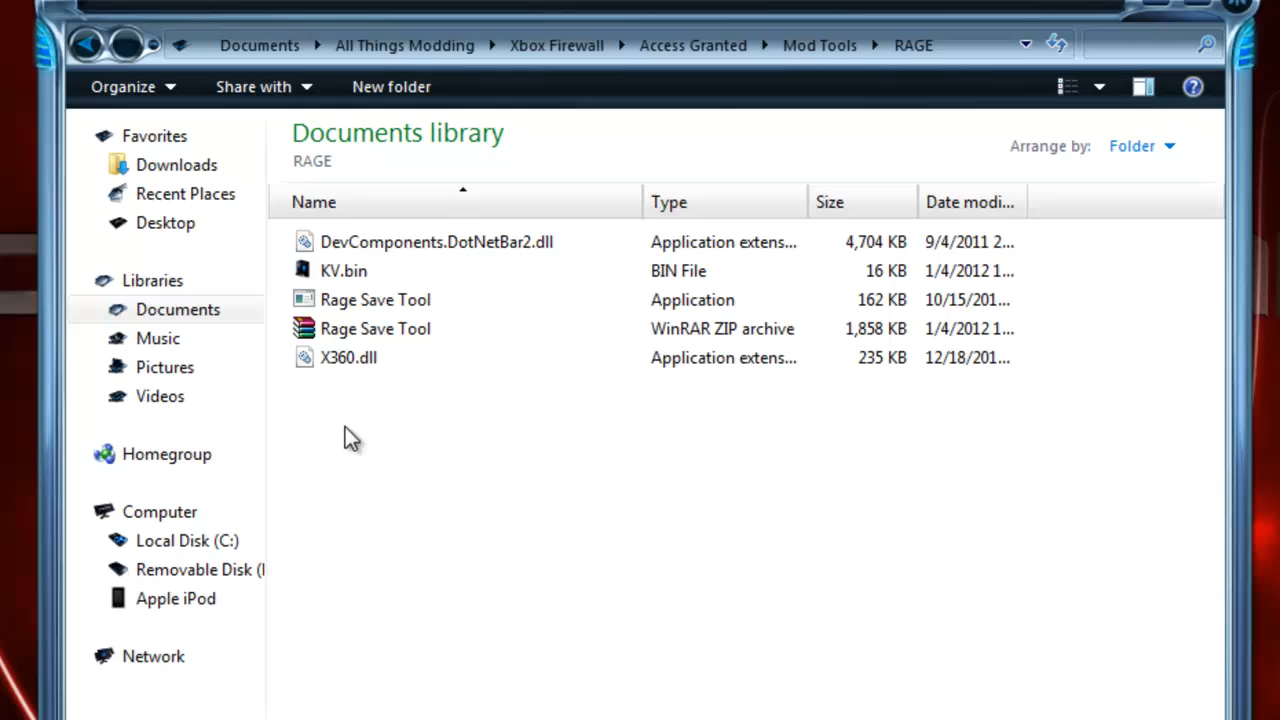 Documents All Things Modding Xbox Firewall Access Granted Mod Tools RAGE
Organize Share with New folder
Favorites
Downloads
Recent Places
Desktop
Libraries
Documents
Music
Pictures
Videos
Homegroup
Computer
Local Disk (C:)
Removable Disk (
Apple iPod
Network
Documents library
RAGE
Arrange by: Folder
Name Type Size Date modi...
DevComponents.DotNetBar2.dll Application extens... 4,704 KB 9/4/2011 2...
KV.bin BIN File 16 KB 1/4/2012 1...
Rage Save Tool Application 162 KB 10/15/201...
Rage Save Tool WinRAR ZIP archive 1,858 KB 1/4/2012 1...
X360.dll Application extens... 235 KB 12/18/201...